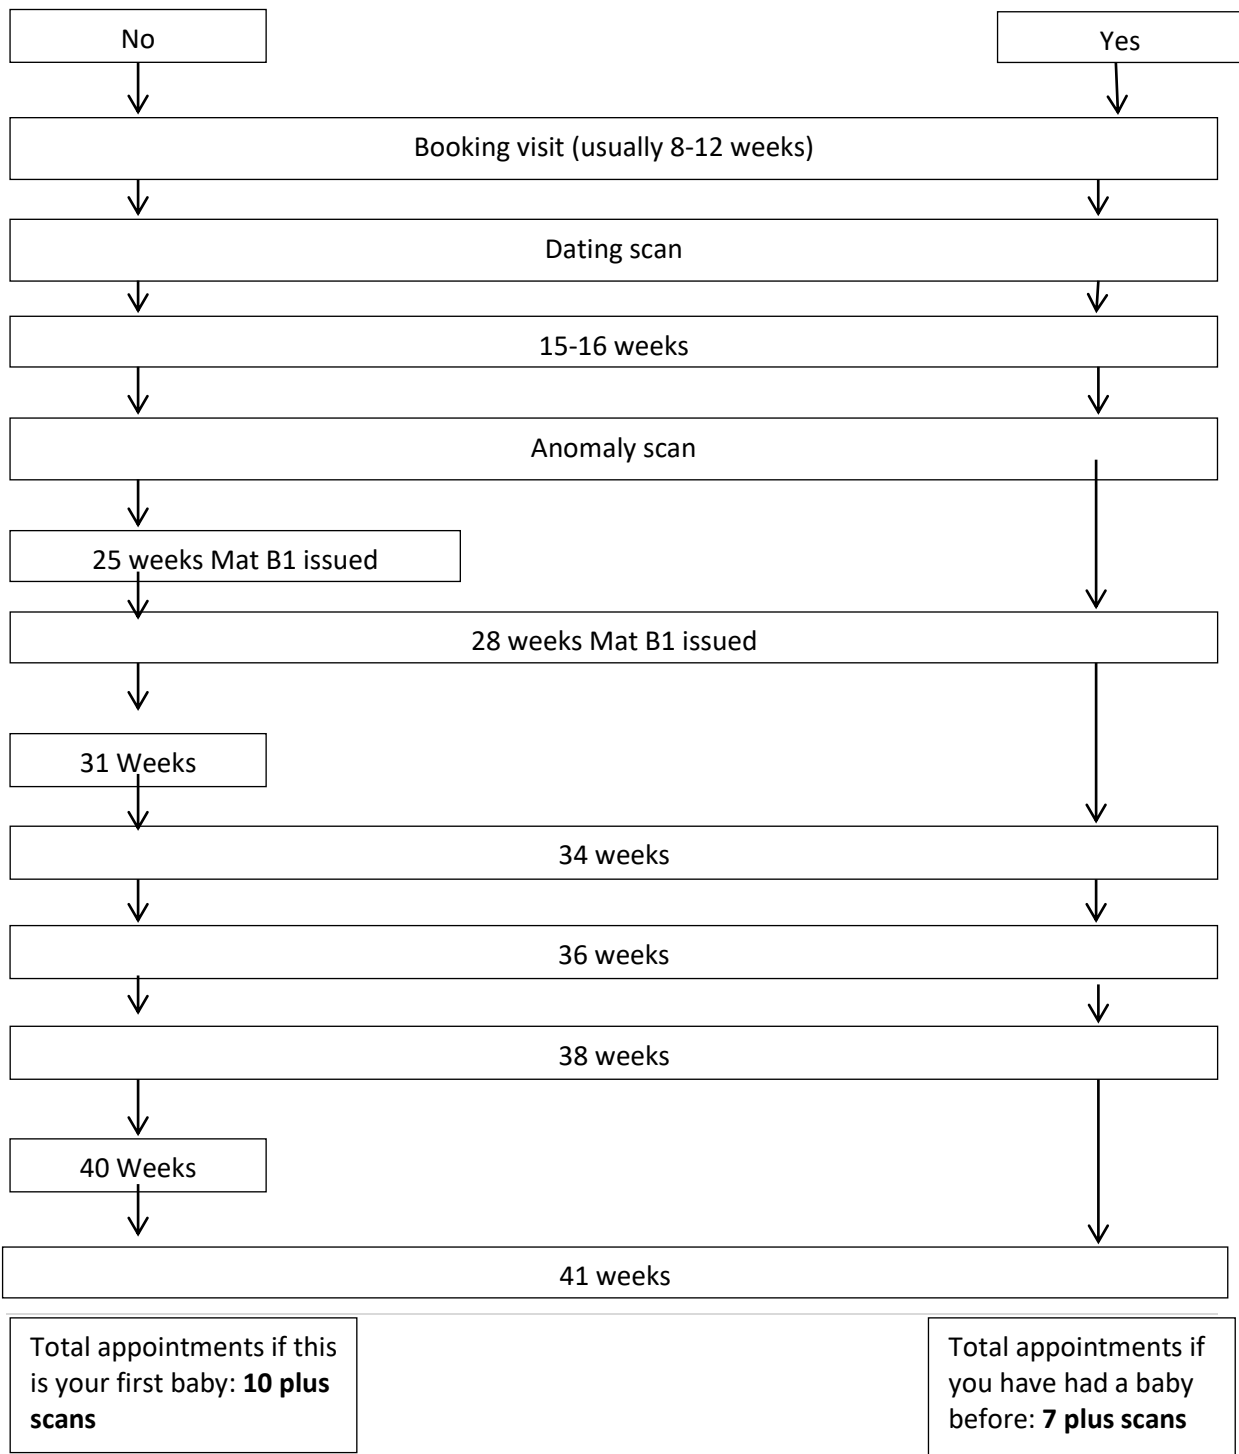 No
Yes
Booking visit (usually 8-12 weeks)
Dating scan
15-16 weeks
Anomaly scan
25 weeks Mat B1 issued
28 weeks Mat B1 issued
31 Weeks
34 weeks
36 weeks
38 weeks
40 Weeks
41 weeks
Total appointments if this
is your first baby: 10 plus
scans
Total appointments if
you have had a baby
before: 7 plus scans